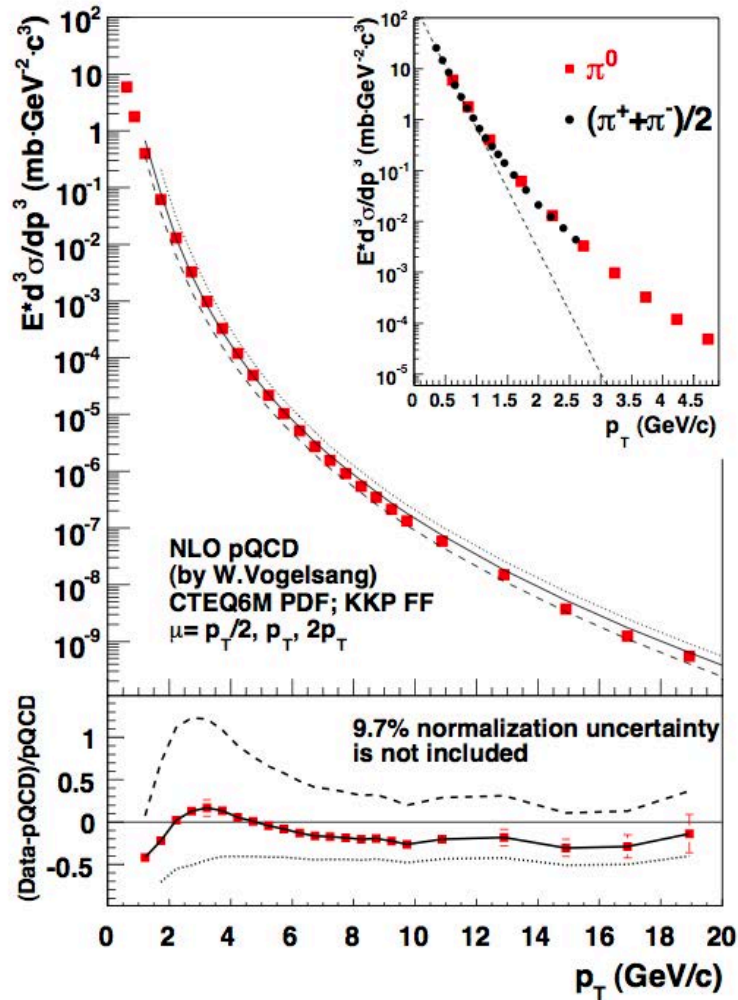 E*d³σ/dp³ (mb·GeV⁻²·c³)
10²
10
1
10⁻¹
10⁻²
10⁻³
10⁻⁴
10⁻⁵
10⁻⁶
10⁻⁷
10⁻⁸
10⁻⁹
E*d³σ/dp³ (mb·GeV⁻²·c³)
10²
10
1
10⁻¹
10⁻²
10⁻³
10⁻⁴
10⁻⁵
π⁰
(π⁺+π⁻)/2
0 0.5 1 1.5 2 2.5 3 3.5 4 4.5
p_T (GeV/c)
NLO pQCD
(by W.Vogelsang)
CTEQ6M PDF; KKP FF
μ= p_T/2, p_T, 2p_T
(Data-pQCD)/pQCD
1
0.5
0
-0.5
9.7% normalization uncertainty
is not included
0 2 4 6 8 10 12 14 16 18 20
p_T (GeV/c)